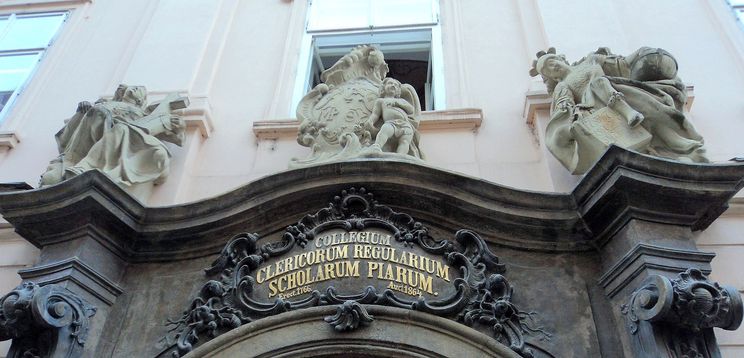 COLLEGIUM
CLERICORUM REGULARIUM
SCHOLARUM PIARUM.
Erect.1766. Auct.1864.